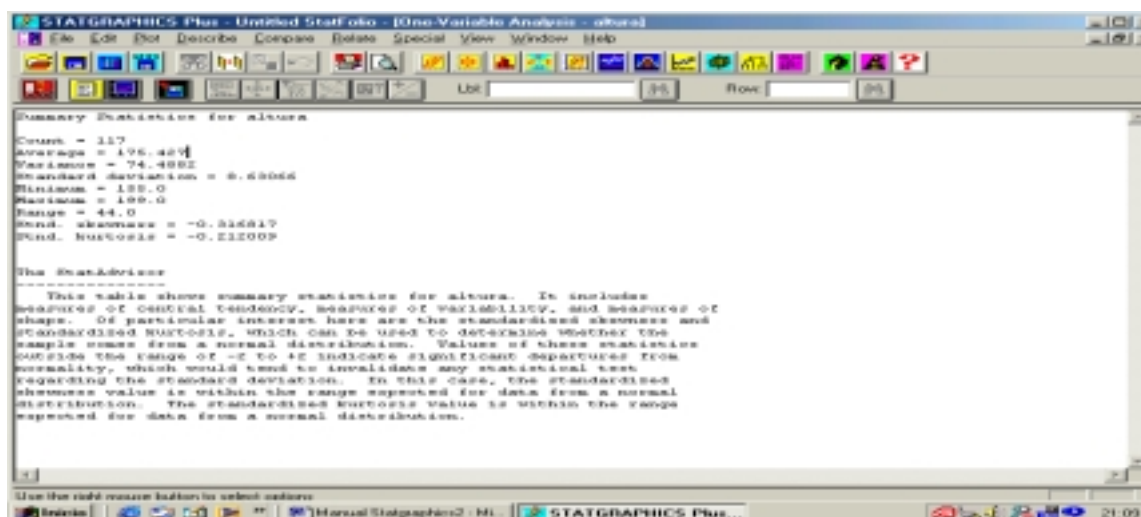 STATGRAPHICS Plus - Untitled StatFolio - [One-Variable Analysis - altura]
File Edit Plot Describe Compare Relate Special View Window Help
Lbl: Row:
Summary Statistics for altura
Count = 117
Average = 176.427
Variance = 74.4882
Standard deviation = 8.63066
Minimum = 155.0
Maximum = 199.0
Range = 44.0
Stnd. skewness = -0.316817
Stnd. kurtosis = -0.212009
The StatAdvisor
---------------
This table shows summary statistics for altura. It includes
measures of central tendency, measures of variability, and measures of
shape. Of particular interest here are the standardized skewness and
standardized kurtosis, which can be used to determine whether the
sample comes from a normal distribution. Values of these statistics
outside the range of -2 to +2 indicate significant departures from
normality, which would tend to invalidate any statistical test
regarding the standard deviation. In this case, the standardized
skewness value is within the range expected for data from a normal
distribution. The standardized kurtosis value is within the range
expected for data from a normal distribution.
Use the right mouse button to select options
Inicio Manual Statgraphics2 - Mi... STATGRAPHICS Plus... 21:09